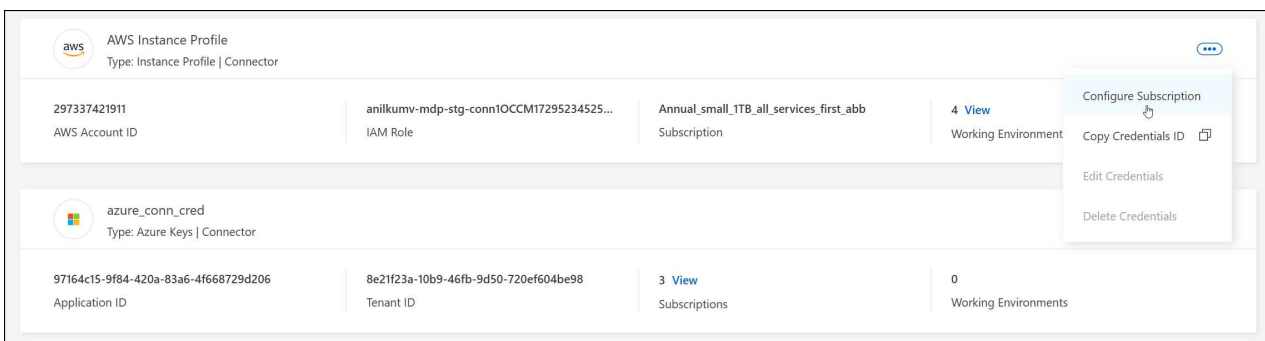 aws
AWS Instance Profile
Type: Instance Profile | Connector
297337421911
AWS Account ID
anilkumv-mdp-stg-conn1OCCM17295234525...
IAM Role
Annual_small_1TB_all_services_first_abb
Subscription
4 View
Working Environment
Configure Subscription
Copy Credentials ID
Edit Credentials
Delete Credentials
azure_conn_cred
Type: Azure Keys | Connector
97164c15-9f84-420a-83a6-4f668729d206
Application ID
8e21f23a-10b9-46fb-9d50-720ef604be98
Tenant ID
3 View
Subscriptions
0
Working Environments